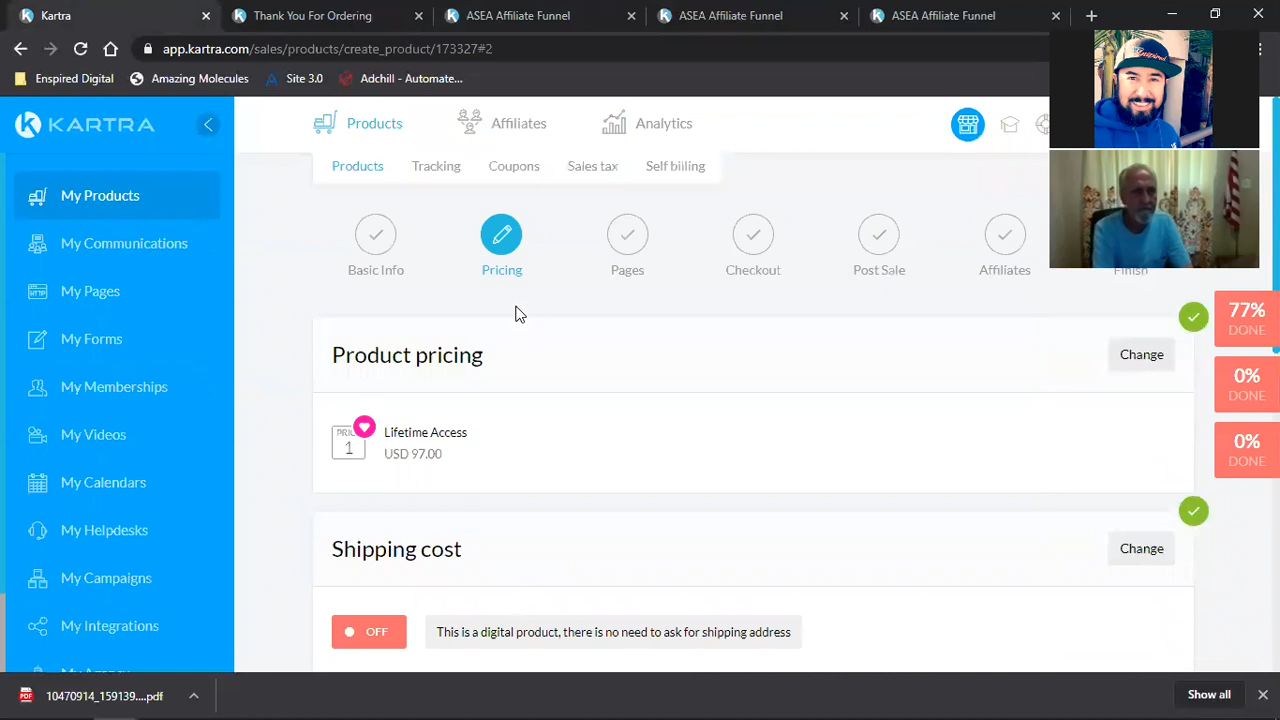 Kartra
Thank You For Ordering
ASEA Affiliate Funnel
ASEA Affiliate Funnel
ASEA Affiliate Funnel
app.kartra.com/sales/products/create_product/173327#2
Enspired Digital
Amazing Molecules
Site 3.0
Adchill - Automate...
KARTRA
Products
Affiliates
Analytics
Products
Tracking
Coupons
Sales tax
Self biiling
My Products
My Communications
My Pages
My Forms
My Memberships
My Videos
My Calendars
My Helpdesks
My Campaigns
My Integrations
My Agency
Basic Info
Pricing
Pages
Checkout
Post Sale
Affiliates
Finish
77%
DONE
0%
DONE
0%
DONE
Product pricing
Change
1
Lifetime Access
USD 97.00
Shipping cost
Change
OFF
This is a digital product, there is no need to ask for shipping address
10470914_159139....pdf
Show all